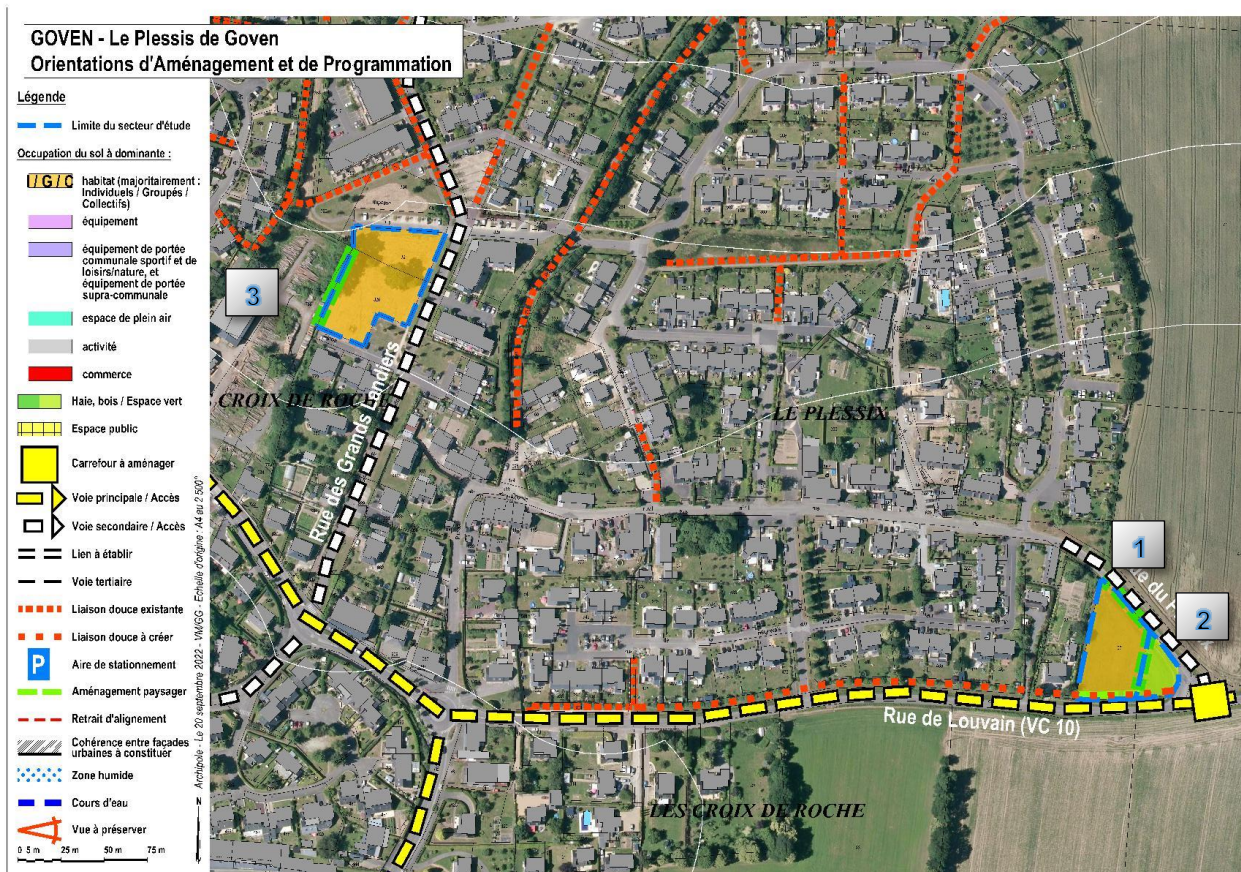 GOVEN - Le Plessis de Goven
Orientations d'Aménagement et de Programmation
Légende
Limite du secteur d'étude
Occupation du sol à dominante :
I / G / C
habitat (majoritairement :
Individuels / Groupés /
Collectifs)
équipement
équipement de portée
communale sportif et de
loisirs/nature, et
équipement de portée
supra-communale
espace de plein air
activité
commerce
Haie, bois / Espace vert
Espace public
Carrefour à aménager
Voie principale / Accès
Voie secondaire / Accès
Lien à établir
Voie tertiaire
Liaison douce existante
Liaison douce à créer
P
Aire de stationnement
Aménagement paysager
Retrait d'alignement
Cohérence entre façades
urbaines à constituer
Zone humide
Cours d'eau
Vue à préserver
0 5 m 25 m 50 m 75 m
N
Archipole - Le 20 septembre 2022 - VM/GG - Echelle d'origine : A4 au 2 500°
3
CROIX DE ROCHE
Rue des Grands Landiers
LE PLESSIX
1
2
Rue de Louvain (VC 10)
LES CROIX DE ROCHE